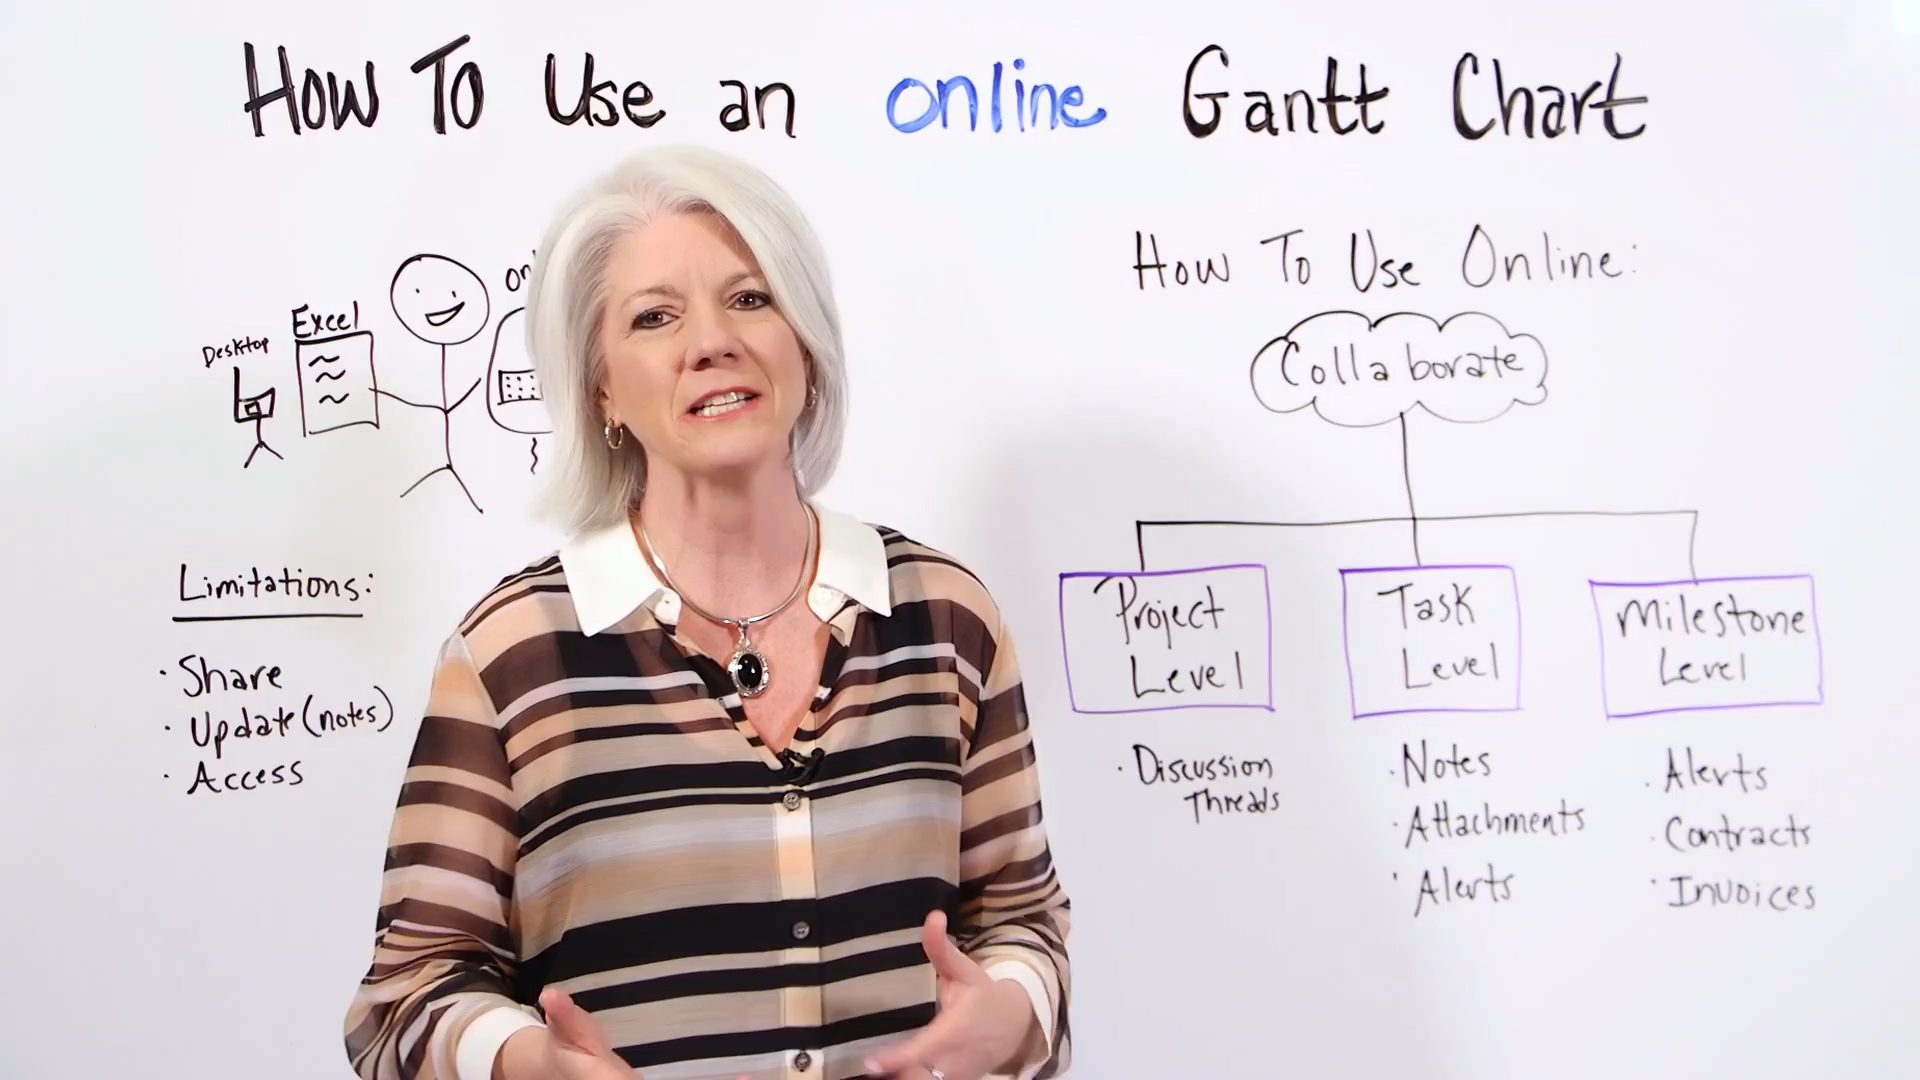 How To Use an online Gantt Chart
Desktop
Excel
Limitations:
· Share
· Update (notes)
· Access
How To Use Online:
Collaborate
Project
Level
· Discussion
Threads
Task
Level
· Notes
· Attachments
· Alerts
Milestone
Level
· Alerts
· Contracts
· Invoices